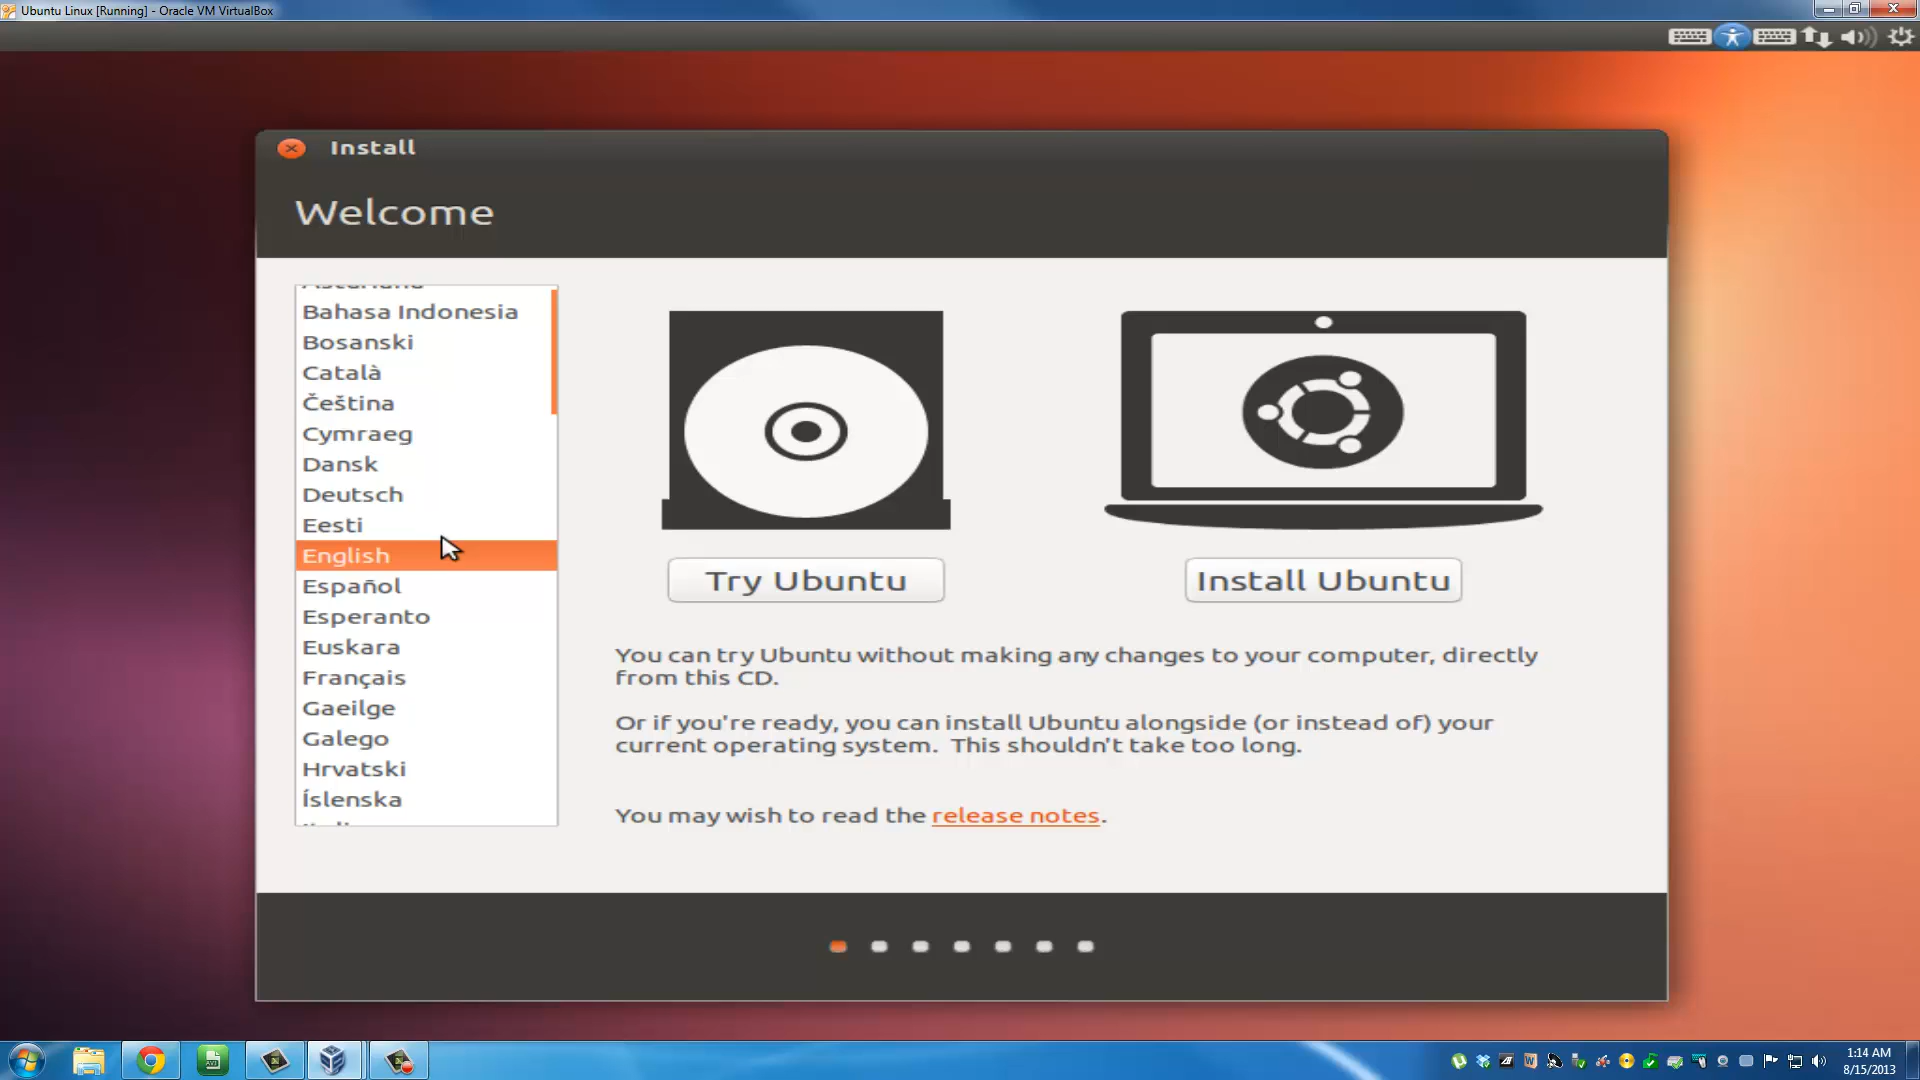 Ubuntu Linux [Running] - Oracle VM VirtualBox
Install
Welcome
Asturianu
Bahasa Indonesia
Bosanski
Català
Čeština
Cymraeg
Dansk
Deutsch
Eesti
English
Español
Esperanto
Euskara
Français
Gaeilge
Galego
Hrvatski
Íslenska
Try Ubuntu
Install Ubuntu
You can try Ubuntu without making any changes to your computer, directly
from this CD.
Or if you're ready, you can install Ubuntu alongside (or instead of) your
current operating system.  This shouldn't take too long.
You may wish to read the release notes.
1:14 AM
8/15/2013